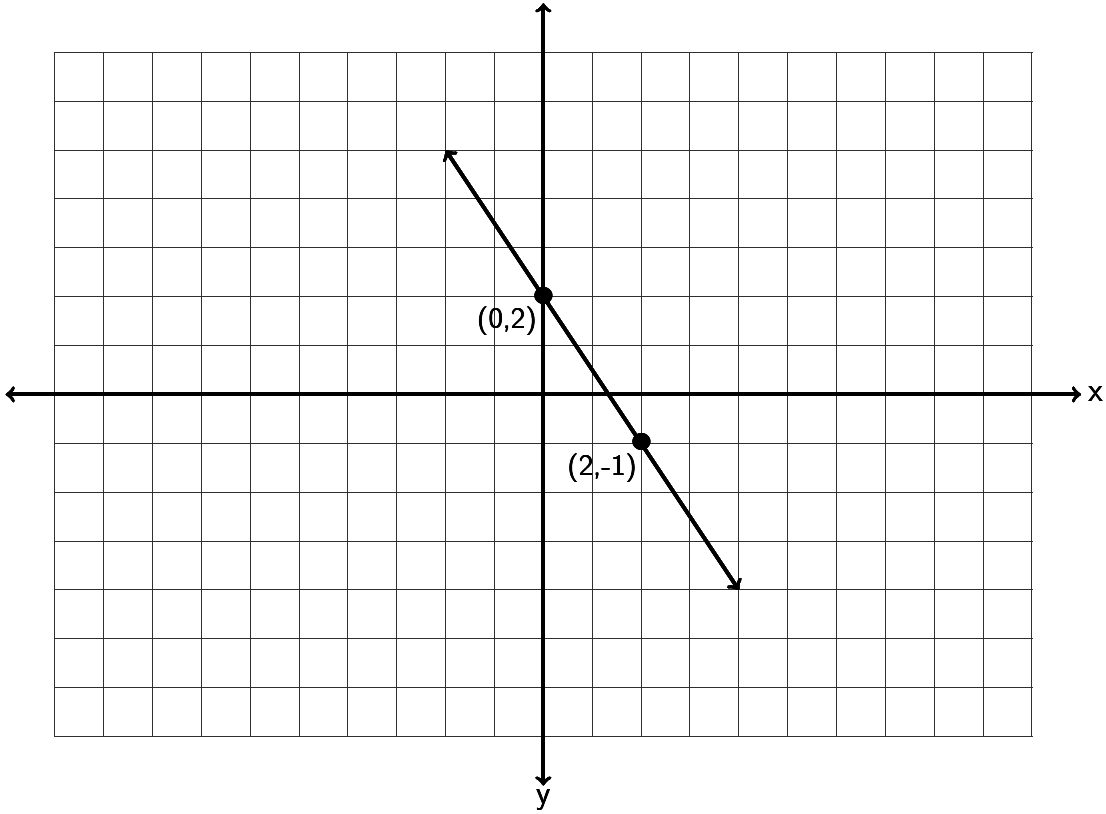 (0,2)
x
(2,-1)
y